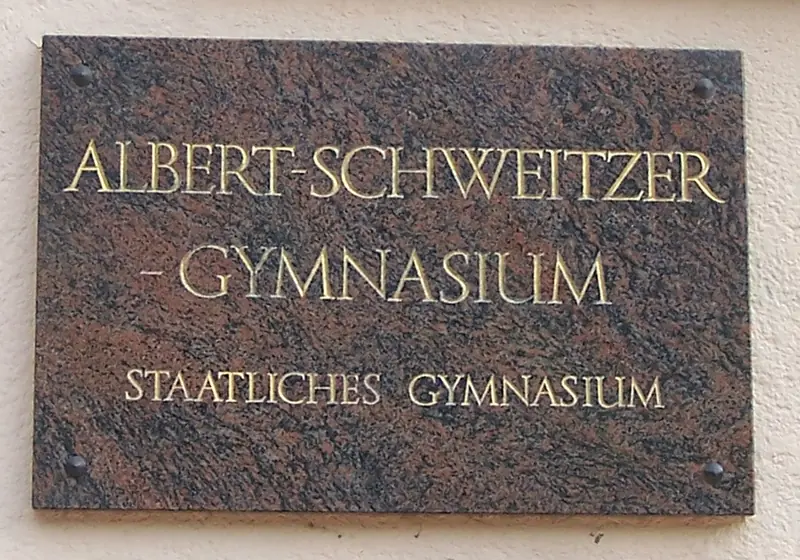 ALBERT-SCHWEITZER
-GYMNASIUM
STAATLICHES GYMNASIUM